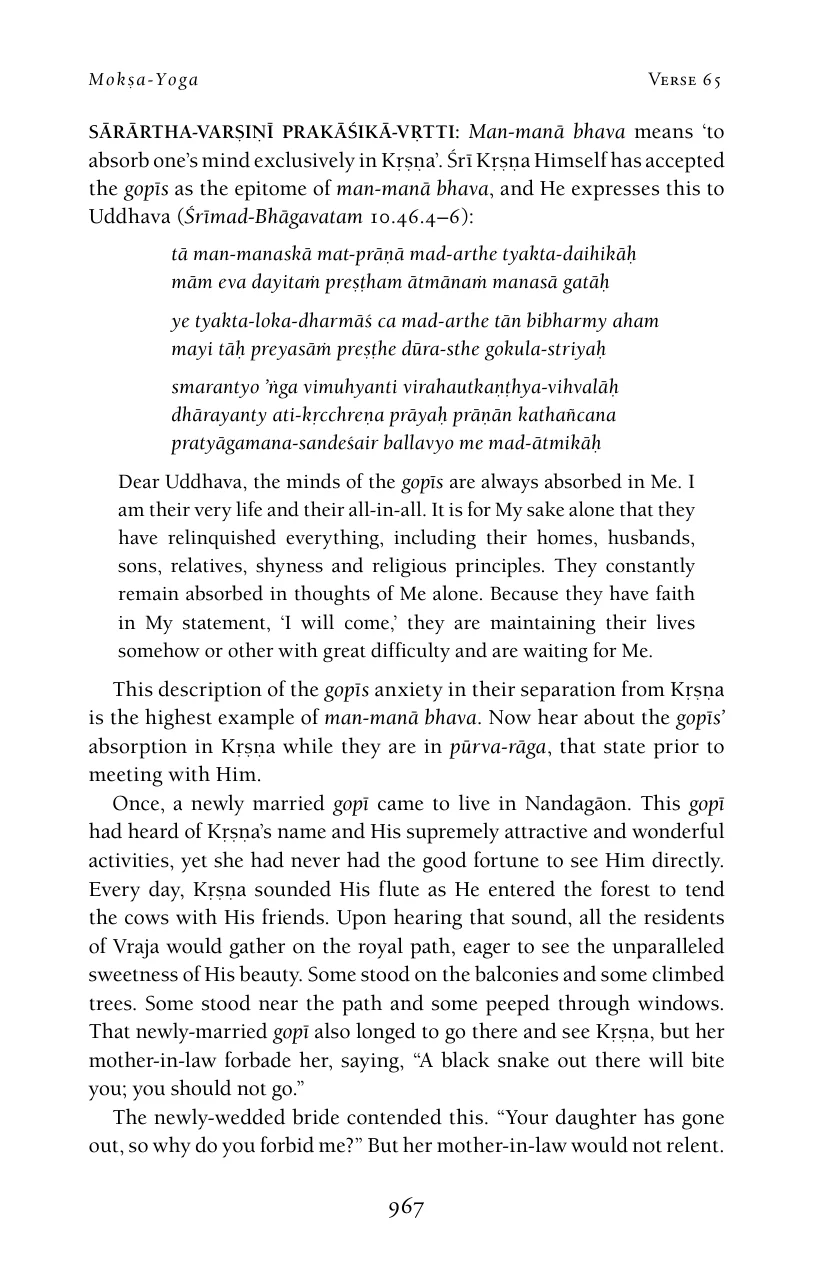 Mokṣa-Yoga Verse 65
SĀRĀRTHA-VARṢIṆĪ PRAKĀŚIKĀ-VṚTTI: Man-manā bhava means ‘to
absorb one’s mind exclusively in Kṛṣṇa’. Śrī Kṛṣṇa Himself has accepted
the gopīs as the epitome of man-manā bhava, and He expresses this to
Uddhava (Śrīmad-Bhāgavatam 10.46.4–6):
tā man-manaskā mat-prāṇā mad-arthe tyakta-daihikāḥ
mām eva dayitaṁ preṣṭham ātmānaṁ manasā gatāḥ
ye tyakta-loka-dharmāś ca mad-arthe tān bibharmy aham
mayi tāḥ preyasāṁ preṣṭhe dūra-sthe gokula-striyaḥ
smarantyo ’ṅga vimuhyanti virahautkaṇṭhya-vihvalāḥ
dhārayanty ati-kṛcchreṇa prāyaḥ prāṇān kathañcana
pratyāgamana-sandeśair ballavyo me mad-ātmikāḥ
Dear Uddhava, the minds of the gopīs are always absorbed in Me. I
am their very life and their all-in-all. It is for My sake alone that they
have relinquished everything, including their homes, husbands,
sons, relatives, shyness and religious principles. They constantly
remain absorbed in thoughts of Me alone. Because they have faith
in My statement, ‘I will come,’ they are maintaining their lives
somehow or other with great difficulty and are waiting for Me.
This description of the gopīs anxiety in their separation from Kṛṣṇa
is the highest example of man-manā bhava. Now hear about the gopīs’
absorption in Kṛṣṇa while they are in pūrva-rāga, that state prior to
meeting with Him.
Once, a newly married gopī came to live in Nandagāon. This gopī
had heard of Kṛṣṇa’s name and His supremely attractive and wonderful
activities, yet she had never had the good fortune to see Him directly.
Every day, Kṛṣṇa sounded His flute as He entered the forest to tend
the cows with His friends. Upon hearing that sound, all the residents
of Vraja would gather on the royal path, eager to see the unparalleled
sweetness of His beauty. Some stood on the balconies and some climbed
trees. Some stood near the path and some peeped through windows.
That newly-married gopī also longed to go there and see Kṛṣṇa, but her
mother-in-law forbade her, saying, “A black snake out there will bite
you; you should not go.”
The newly-wedded bride contended this. “Your daughter has gone
out, so why do you forbid me?” But her mother-in-law would not relent.
967